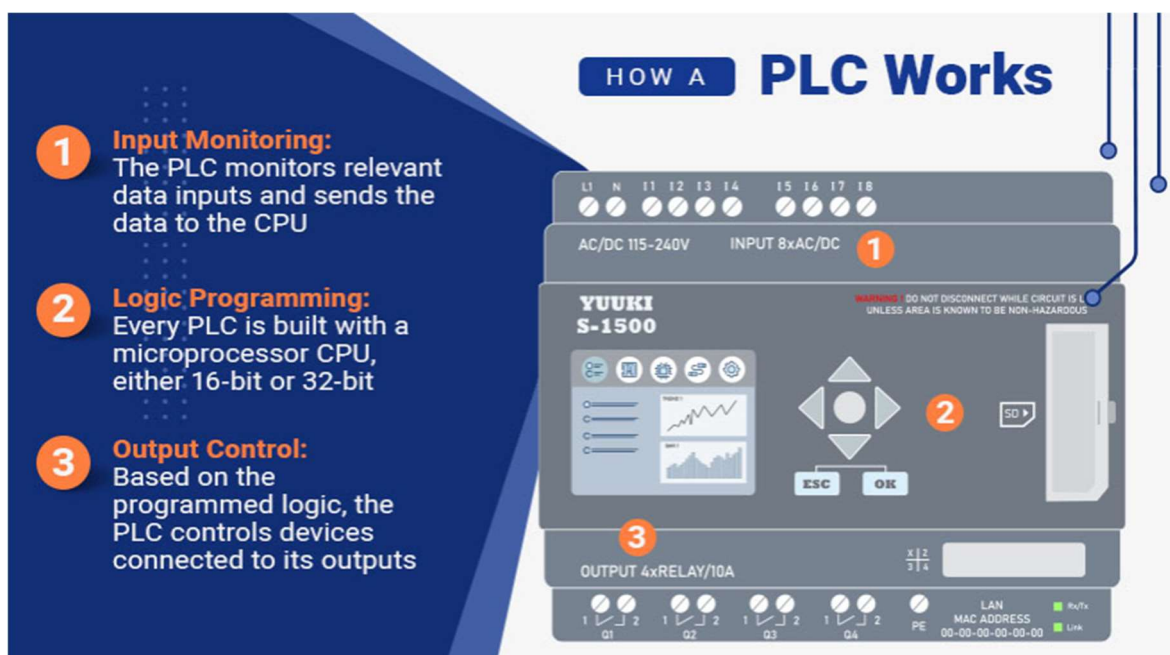 HOW A PLC Works
1
Input Monitoring:
The PLC monitors relevant
data inputs and sends the
data to the CPU
2
Logic Programming:
Every PLC is built with a
microprocessor CPU,
either 16-bit or 32-bit
3
Output Control:
Based on the
programmed logic, the
PLC controls devices
connected to its outputs
L1 N I1 I2 I3 I4 I5 I6 I7 I8
AC/DC 115-240V INPUT 8xAC/DC 1
YUUKI
S-1500
WARNING ! DO NOT DISCONNECT WHILE CIRCUIT IS L
UNLESS AREA IS KNOWN TO BE NON-HAZARDOUS
TREND 1
2
SD
ESC OK
3
OUTPUT 4xRELAY/10A
X 2
3 4
1 2 1 2 1 2 1 2
Q1 Q2 Q3 Q4
PE
LAN
MAC ADDRESS
00-00-00-00-00-00
Rx/Tx
Link